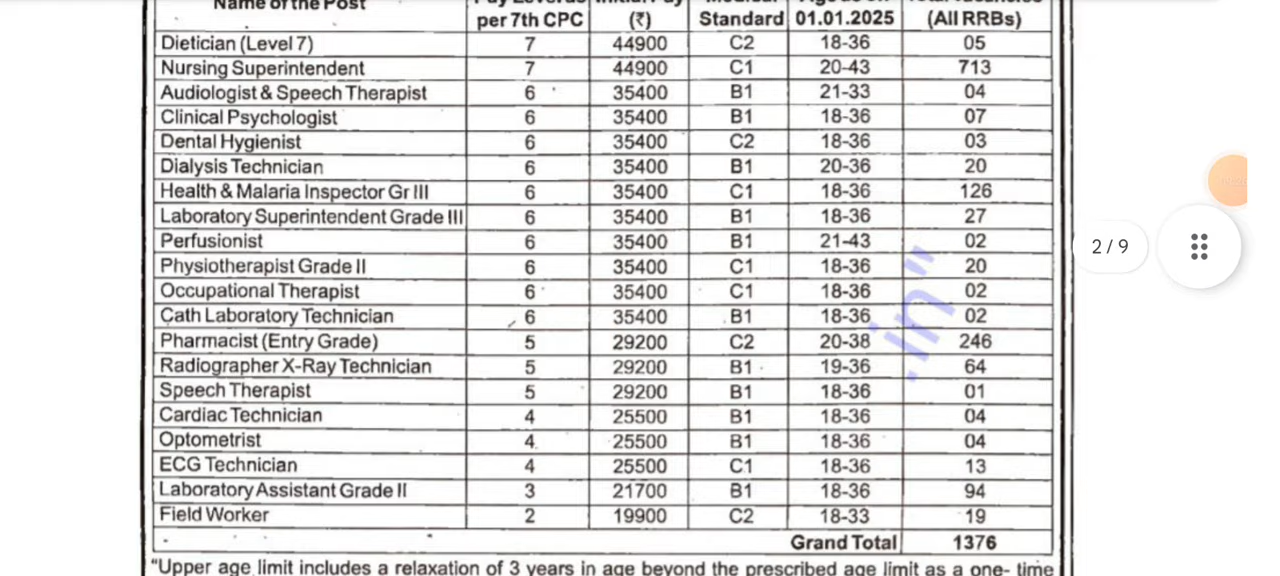 Name of the Post
per 7th CPC (₹) Standard 01.01.2025 (All RRBs)
Dietician (Level 7) 7 44900 C2 18-36 05
Nursing Superintendent 7 44900 C1 20-43 713
Audiologist & Speech Therapist 6 35400 B1 21-33 04
Clinical Psychologist 6 35400 B1 18-36 07
Dental Hygienist 6 35400 C2 18-36 03
Dialysis Technician 6 35400 B1 20-36 20
Health & Malaria Inspector Gr III 6 35400 C1 18-36 126
Laboratory Superintendent Grade III 6 35400 B1 18-36 27
Perfusionist 6 35400 B1 21-43 02
Physiotherapist Grade II 6 35400 C1 18-36 20
Occupational Therapist 6 35400 C1 18-36 02
Cath Laboratory Technician 6 35400 B1 18-36 02
Pharmacist (Entry Grade) 5 29200 C2 20-38 246
Radiographer X-Ray Technician 5 29200 B1 19-36 64
Speech Therapist 5 29200 B1 18-36 01
Cardiac Technician 4 25500 B1 18-36 04
Optometrist 4 25500 B1 18-36 04
ECG Technician 4 25500 C1 18-36 13
Laboratory Assistant Grade II 3 21700 B1 18-36 94
Field Worker 2 19900 C2 18-33 19
Grand Total 1376
"Upper age limit includes a relaxation of 3 years in age beyond the prescribed age limit as a one- time
.in"
2 / 9